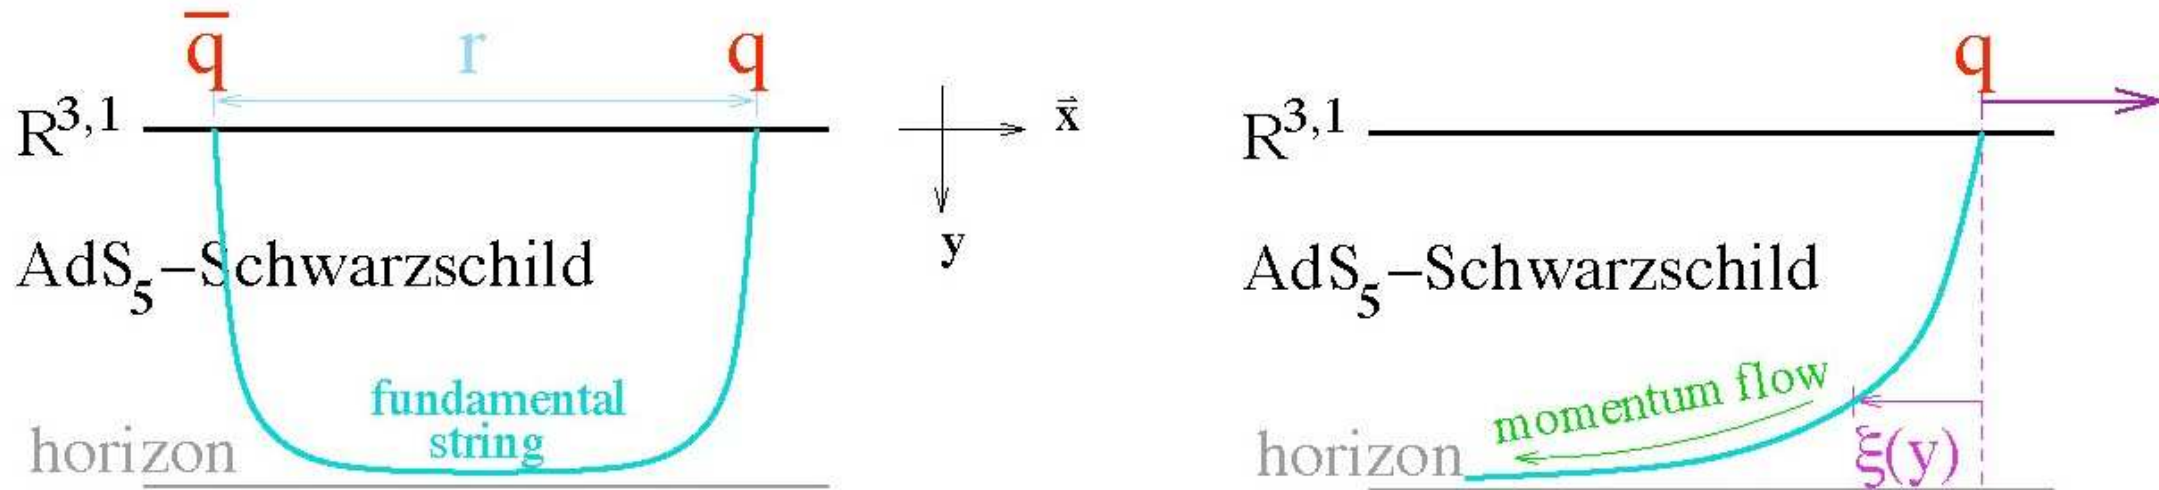 q̅ r q
R^{3,1}
x⃗
y
AdS₅–Schwarzschild
fundamental
string
horizon
q
R^{3,1}
AdS₅–Schwarzschild
momentum flow
ξ(y)
horizon